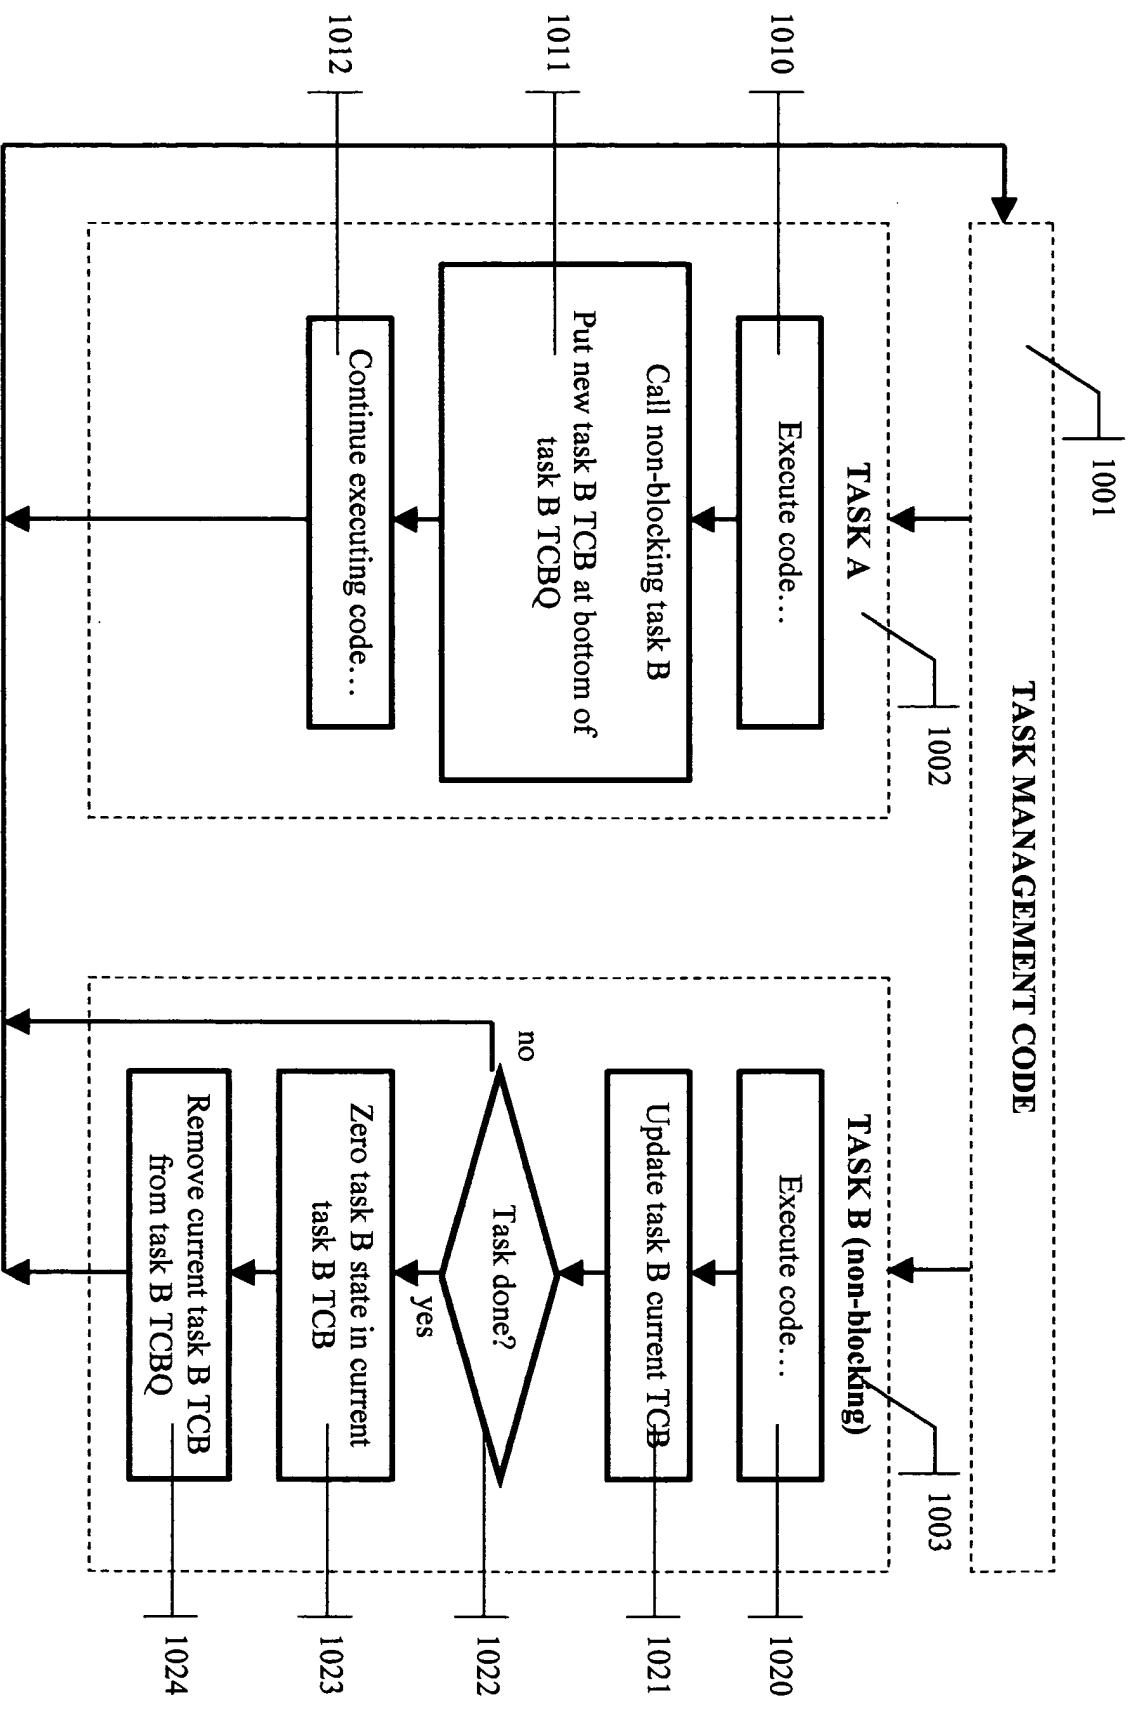 1001
TASK MANAGEMENT CODE
1002
1003
TASK A
1010
Execute code...
1011
Call non-blocking task B
Put new task B TCB at bottom of
task B TCBQ
1012
Continue executing code...
TASK B (non-blocking)
Execute code...
1020
Update task B current TCB
1021
Task done?
1022
no
yes
Zero task B state in current
task B TCB
1023
Remove current task B TCB
from task B TCBQ
1024